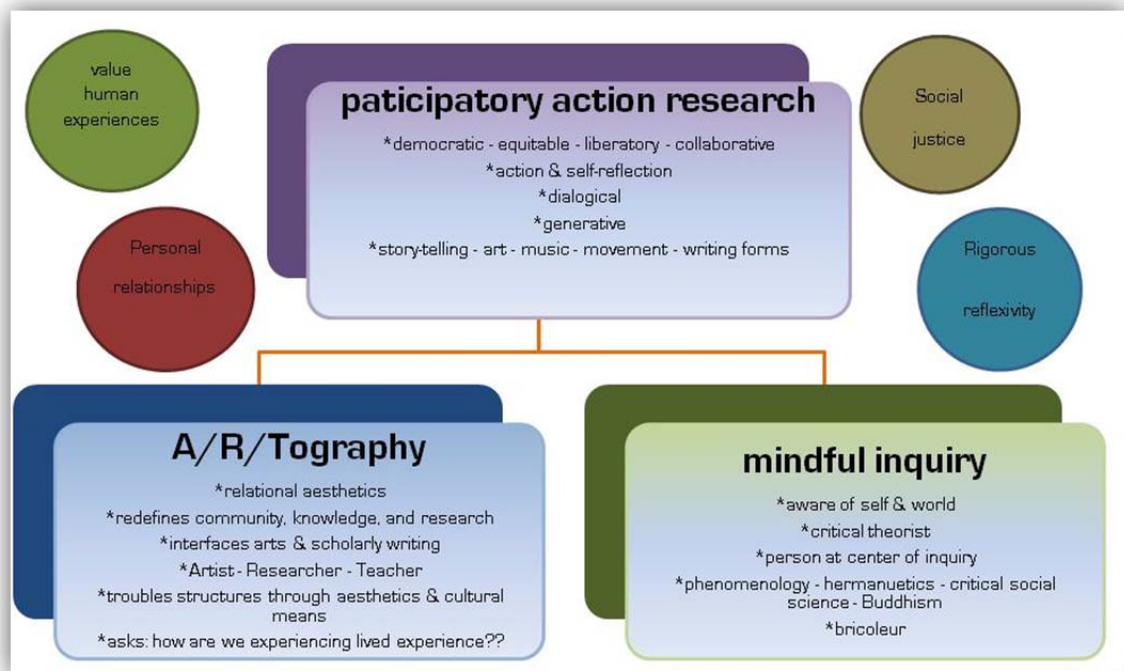 value
human
experiences
Personal
relationships
paticipatory action research
*democratic - equitable - liberatory - collaborative
*action & self-reflection
*dialogical
*generative
*story-telling - art - music - movement - writing forms
Social
justice
Rigorous
reflexivity
A/R/Tography
*relational aesthetics
*redefines community, knowledge, and research
*interfaces arts & scholarly writing
*Artist - Researcher - Teacher
*troubles structures through aesthetics & cultural
means
*asks: how are we experiencing lived experience??
mindful inquiry
*aware of self & world
*critical theorist
*person at center of inquiry
*phenomenology - hermanuetics - critical social
science - Buddhism
*bricoleur